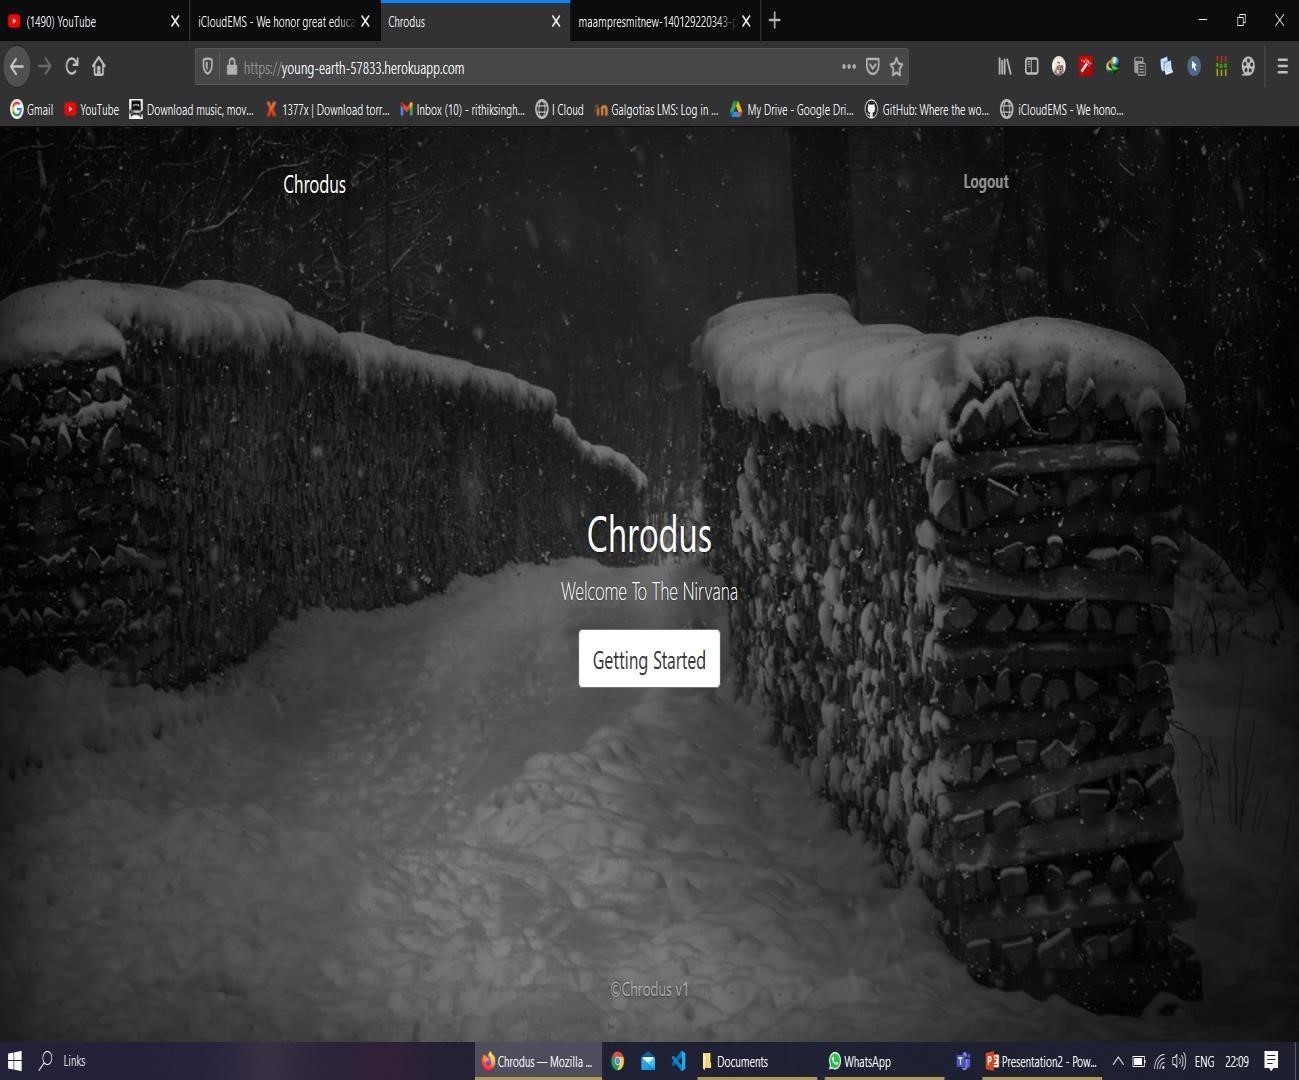 (1490) YouTube
iCloudEMS - We honor great educa
Chrodus
maampresmitnew-140129220343-p
https://young-earth-57833.herokuapp.com
Gmail
YouTube
Download music, mov...
1377x | Download torr...
Inbox (10) - rithiksingh...
I Cloud
Galgotias LMS: Log in ...
My Drive - Google Dri...
GitHub: Where the wo...
iCloudEMS - We hono...
Chrodus
Logout
Chrodus
Welcome To The Nirvana
Getting Started
©Chrodus v1
Links
Chrodus — Mozilla ...
Documents
WhatsApp
Presentation2 - Pow...
ENG
22:09